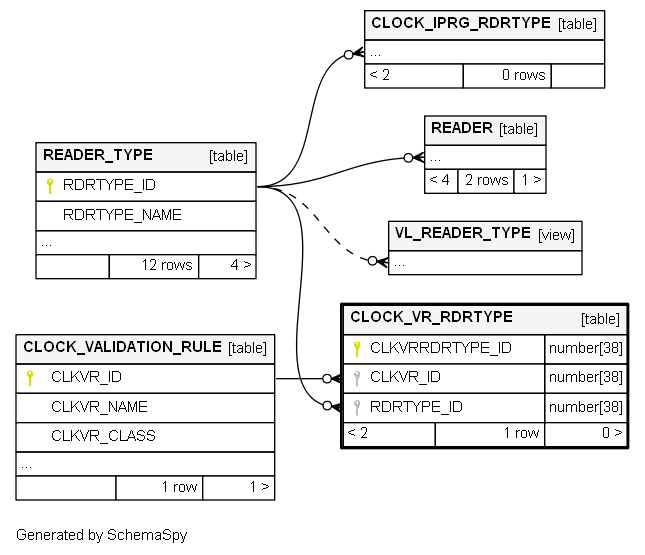 CLOCK_IPRG_RDRTYPE [table]
...
< 2 0 rows
READER [table]
...
< 4 2 rows 1 >
READER_TYPE [table]
RDRTYPE_ID
RDRTYPE_NAME
...
12 rows 4 >
VL_READER_TYPE [view]
...
CLOCK_VR_RDRTYPE [table]
CLKVRRDRTYPE_ID number[38]
CLKVR_ID number[38]
RDRTYPE_ID number[38]
< 2 1 row 0 >
CLOCK_VALIDATION_RULE [table]
CLKVR_ID
CLKVR_NAME
CLKVR_CLASS
...
1 row 1 >
Generated by SchemaSpy